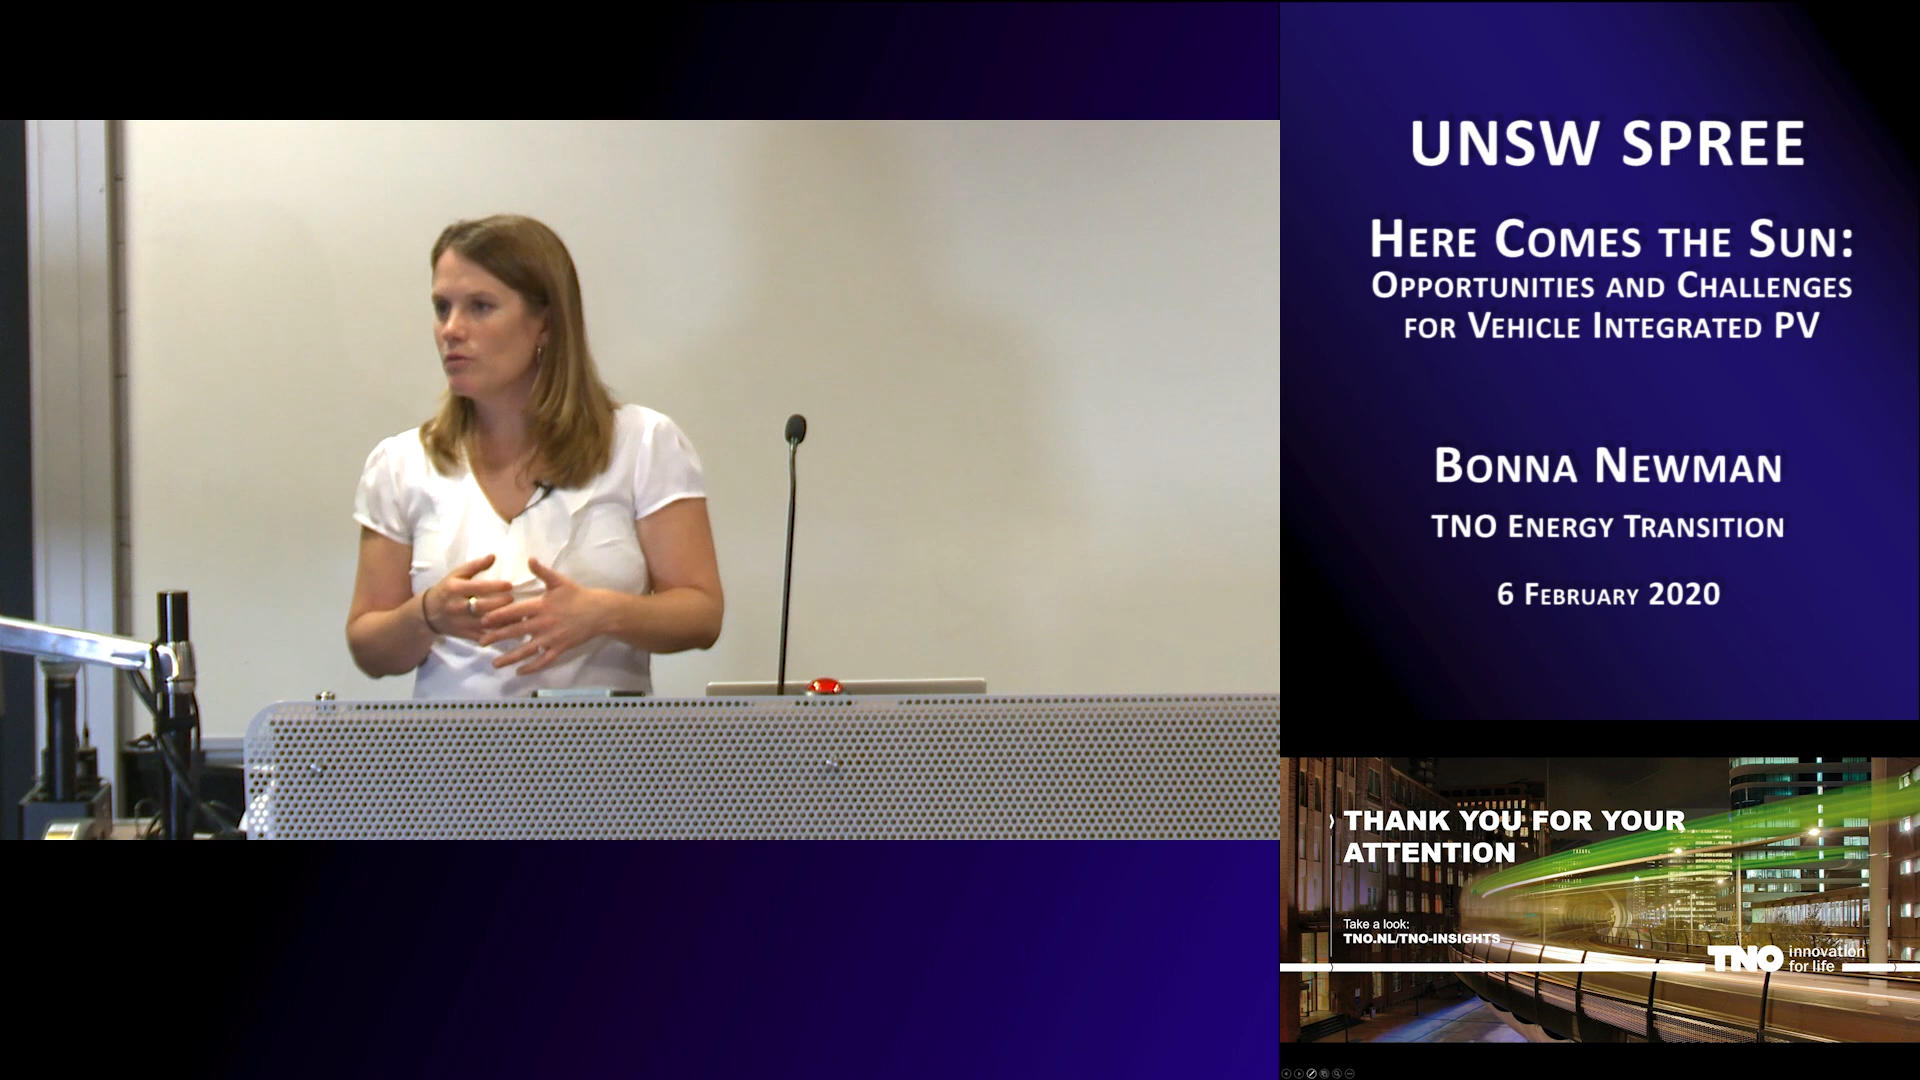 UNSW SPREE
HERE COMES THE SUN:
OPPORTUNITIES AND CHALLENGES
FOR VEHICLE INTEGRATED PV
BONNA NEWMAN
TNO ENERGY TRANSITION
6 FEBRUARY 2020
THANK YOU FOR YOUR
ATTENTION
Take a look:
TNO.NL/TNO-INSIGHTS
TNO innovation
for life